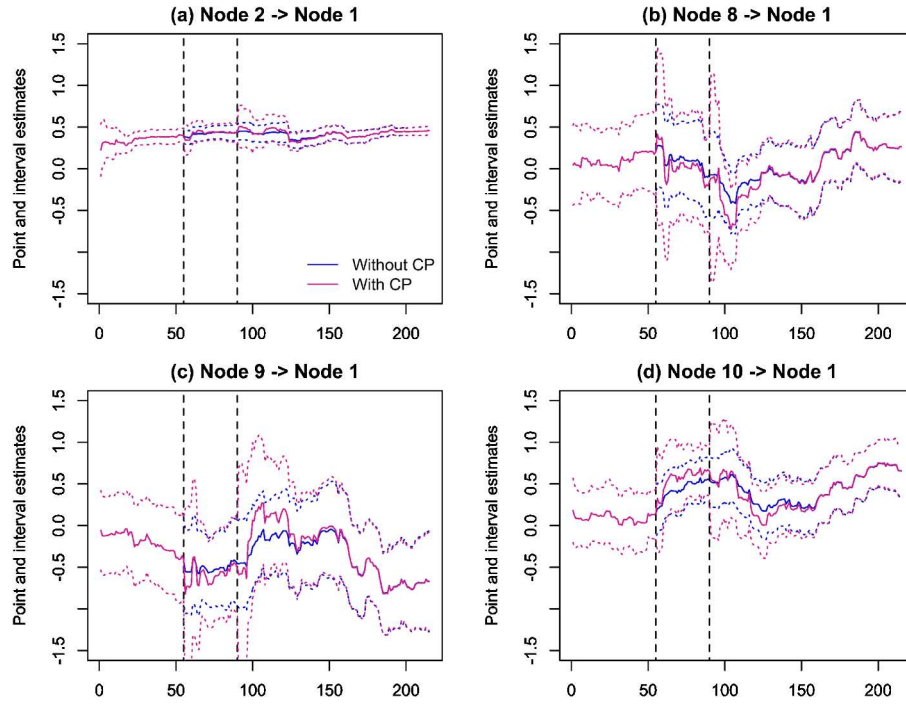 (a) Node 2 -> Node 1
Point and interval estimates
1.5
1.0
0.5
0.0
-0.5
-1.5
Without CP
With CP
0 50 100 150 200
(b) Node 8 -> Node 1
Point and interval estimates
1.5
1.0
0.5
0.0
-0.5
-1.5
0 50 100 150 200
(c) Node 9 -> Node 1
Point and interval estimates
1.5
1.0
0.5
0.0
-0.5
-1.5
0 50 100 150 200
(d) Node 10 -> Node 1
Point and interval estimates
1.5
1.0
0.5
0.0
-0.5
-1.5
0 50 100 150 200